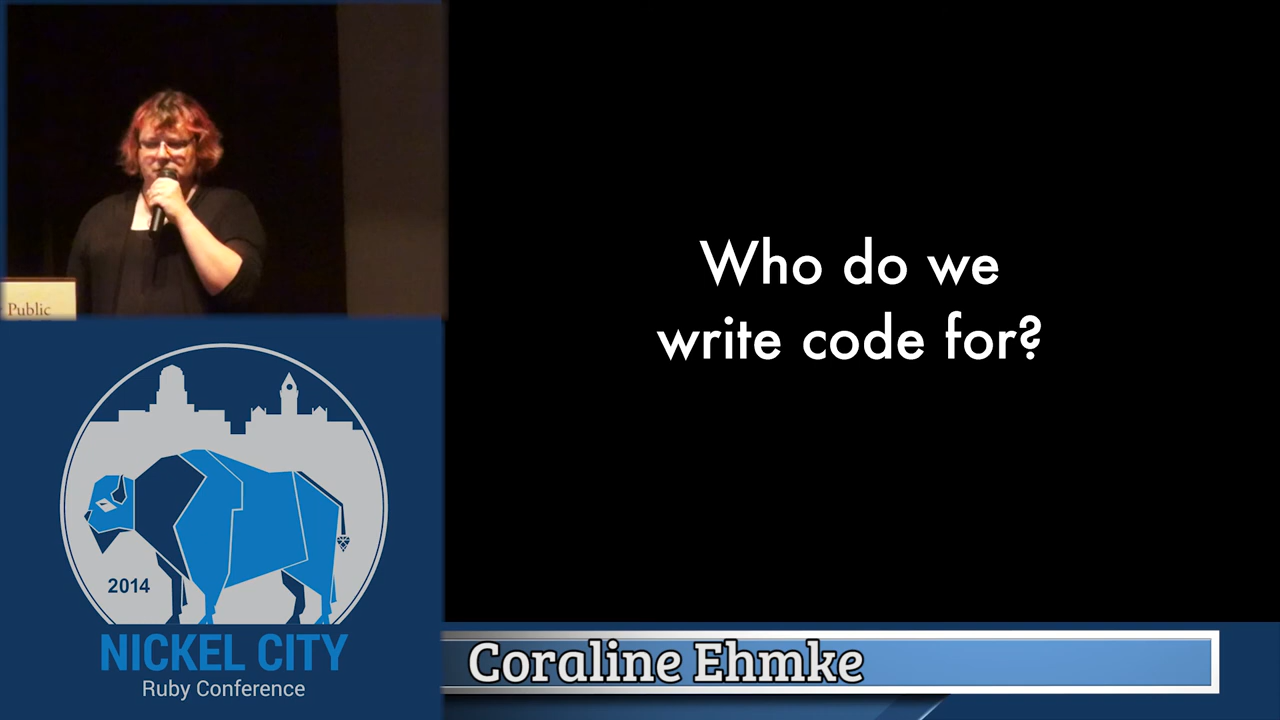 Public
Who do we
write code for?
2014
NICKEL CITY
Ruby Conference
Coraline Ehmke